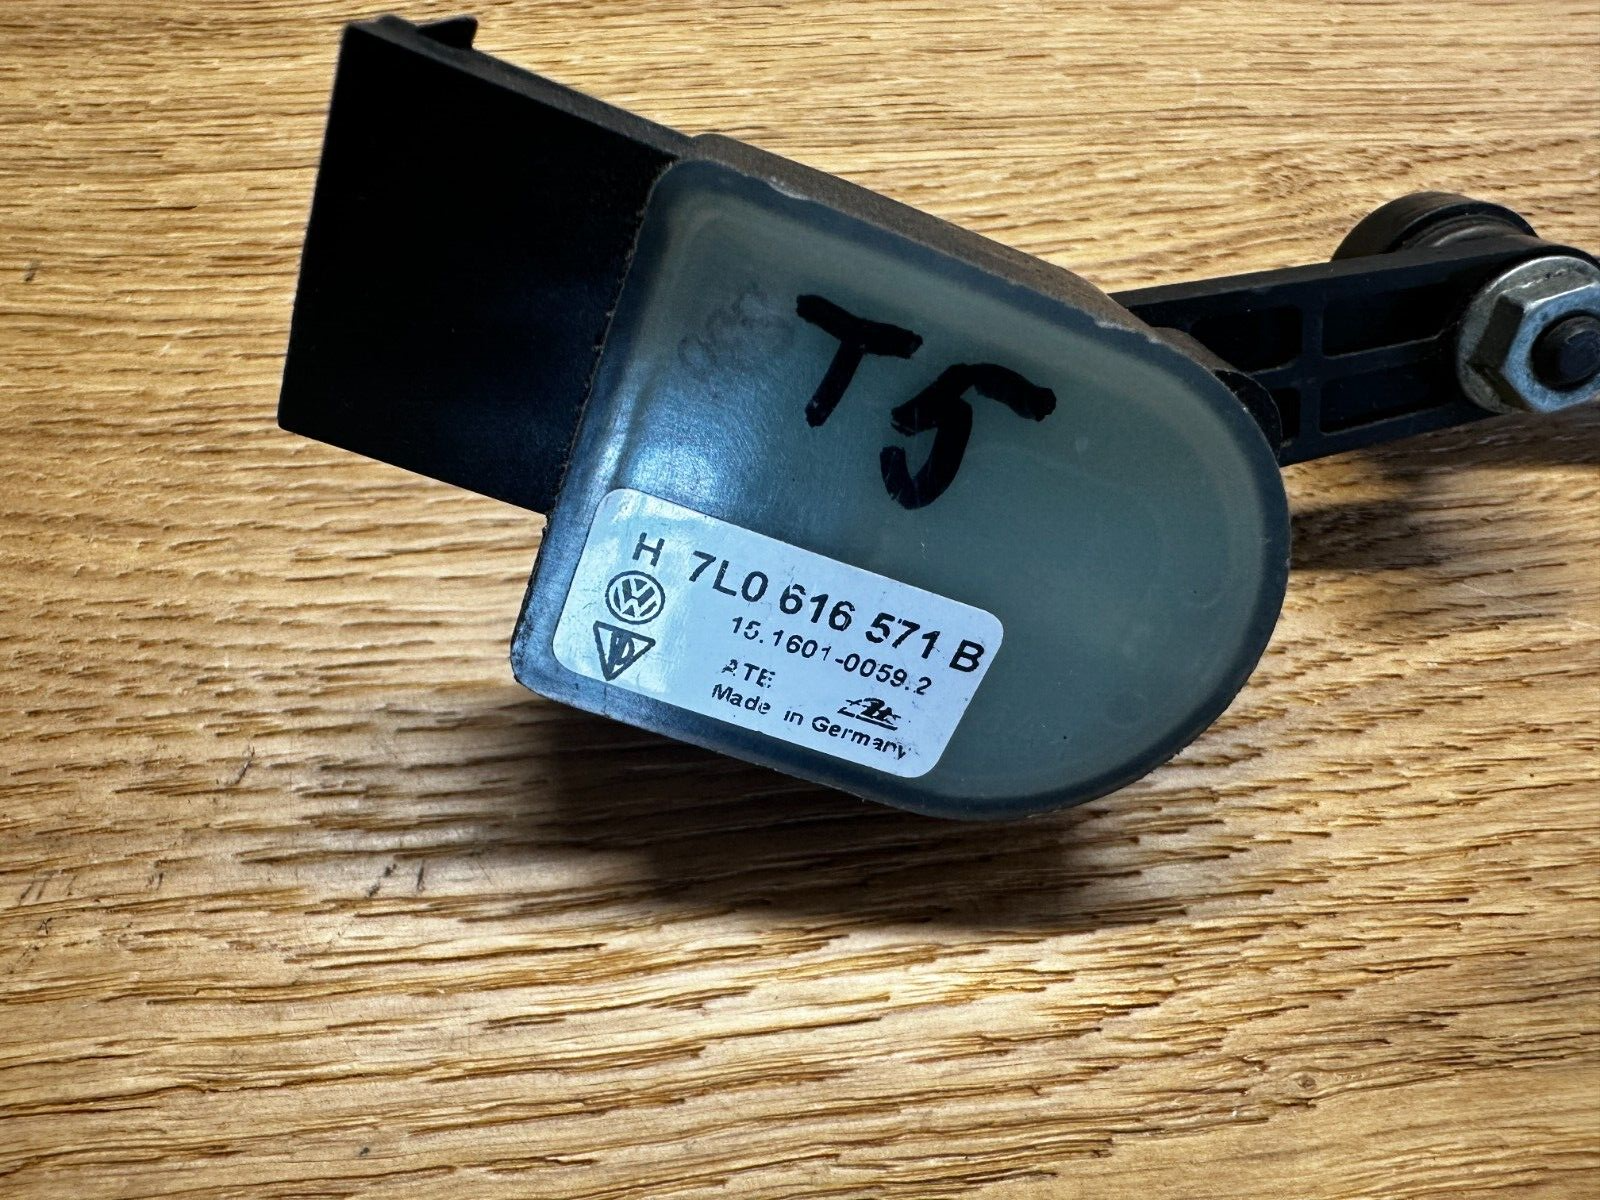 T5
H 7L0 616 571 B
15.1601-0059.2
ATE
Made in Germany